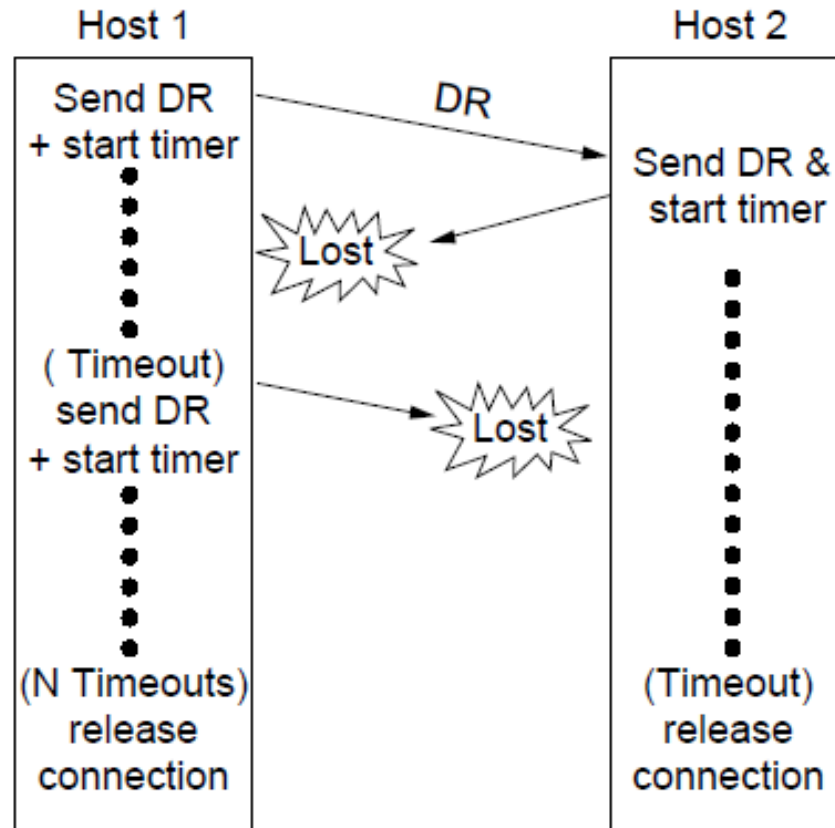 Host 1
Host 2
Send DR
+ start timer
DR
Send DR &
start timer
Lost
( Timeout)
send DR
+ start timer
Lost
(N Timeouts)
release
connection
(Timeout)
release
connection